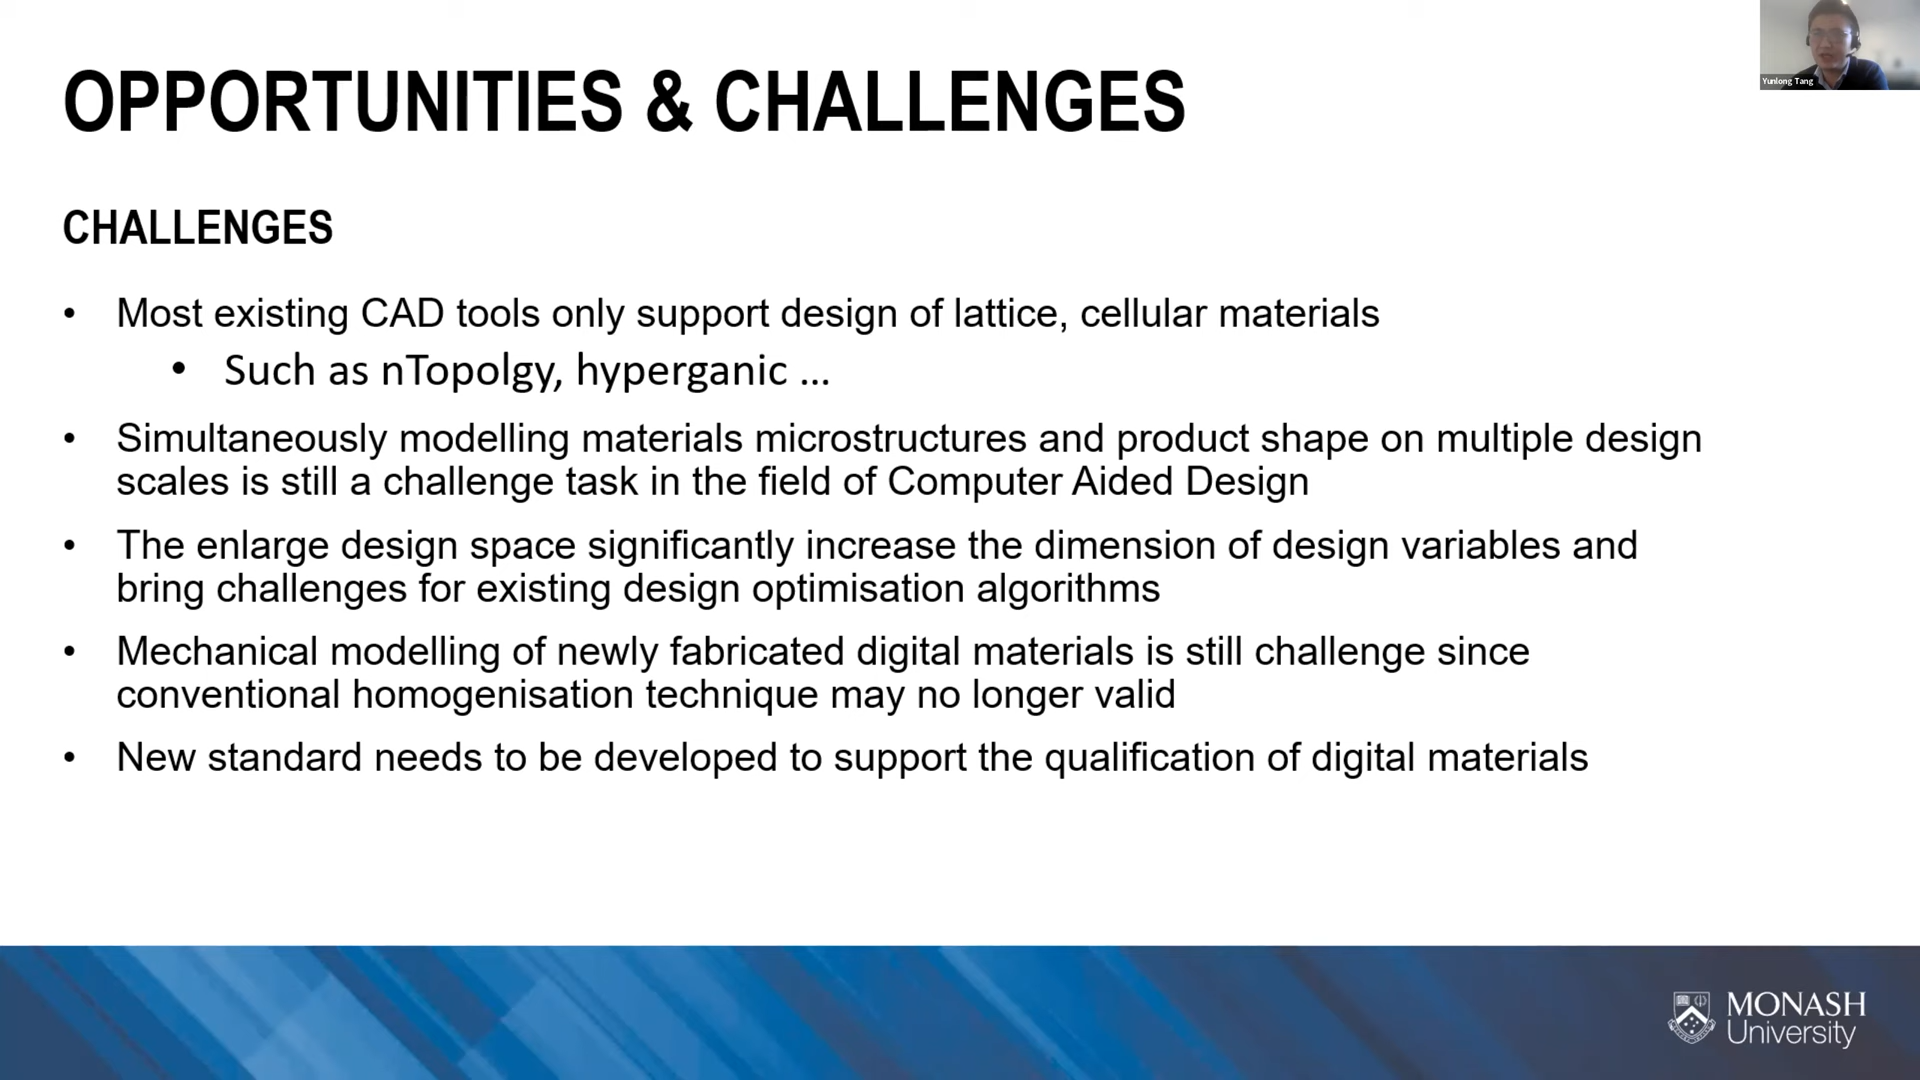 Yunlong Tang
OPPORTUNITIES & CHALLENGES
CHALLENGES
• Most existing CAD tools only support design of lattice, cellular materials
• Such as nTopolgy, hyperganic ...
• Simultaneously modelling materials microstructures and product shape on multiple design
scales is still a challenge task in the field of Computer Aided Design
• The enlarge design space significantly increase the dimension of design variables and
bring challenges for existing design optimisation algorithms
• Mechanical modelling of newly fabricated digital materials is still challenge since
conventional homogenisation technique may no longer valid
• New standard needs to be developed to support the qualification of digital materials
MONASH
University